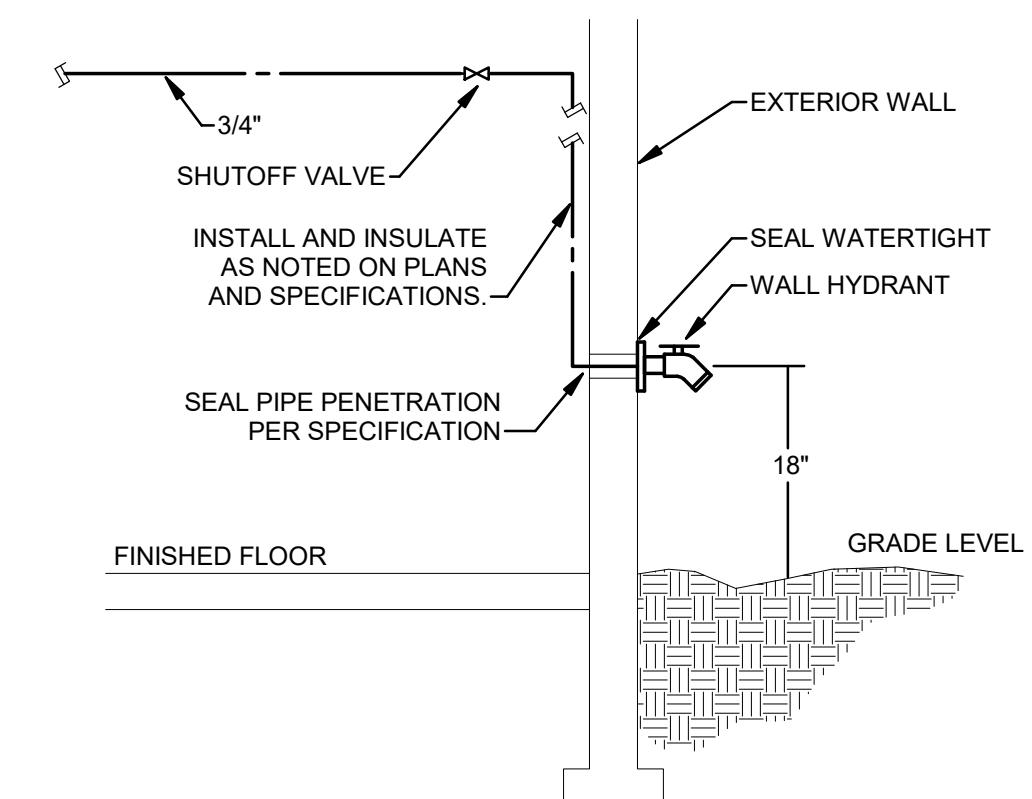 EXTERIOR WALL
3/4"
SHUTOFF VALVE
INSTALL AND INSULATE
AS NOTED ON PLANS
AND SPECIFICATIONS.
SEAL WATERTIGHT
WALL HYDRANT
SEAL PIPE PENETRATION
PER SPECIFICATION
18"
FINISHED FLOOR
GRADE LEVEL